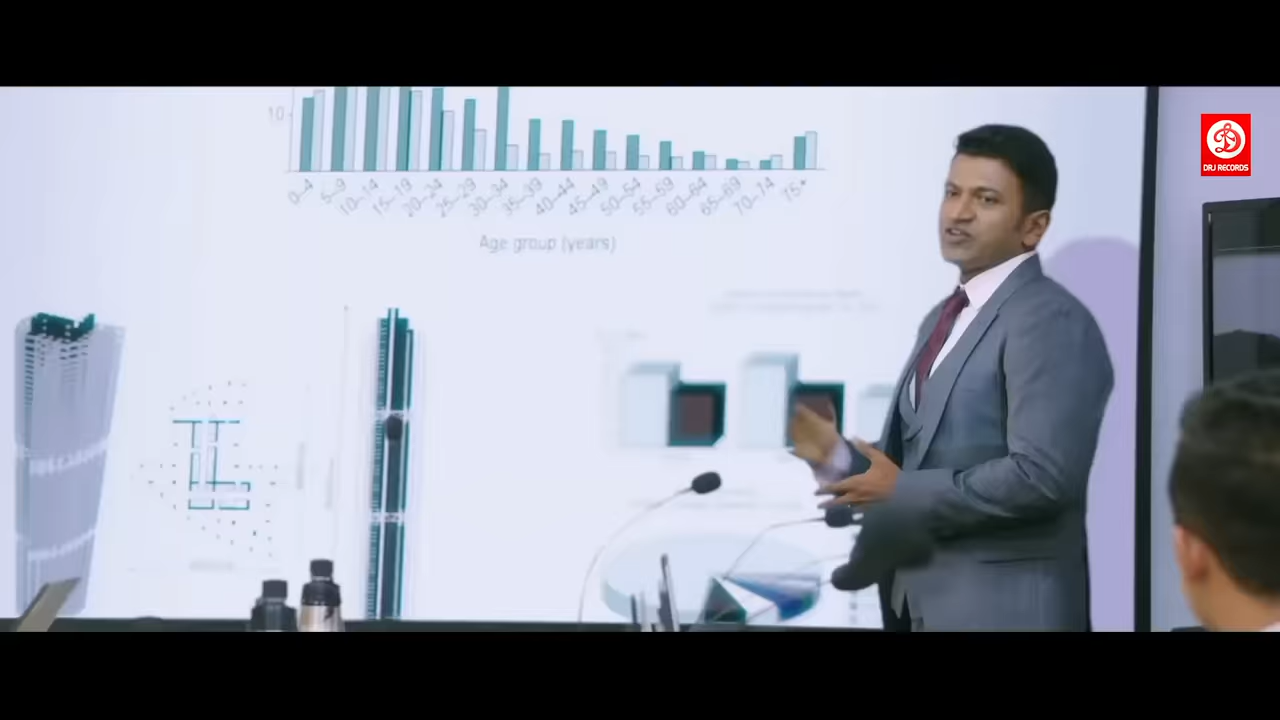 DRJ RECORDS
10
0–4 5–9 10–14 15–19 20–24 25–29 30–34 35–39 40–44 45–49 50–54 55–59 60–64 65–69 70–74 75+
Age group (years)